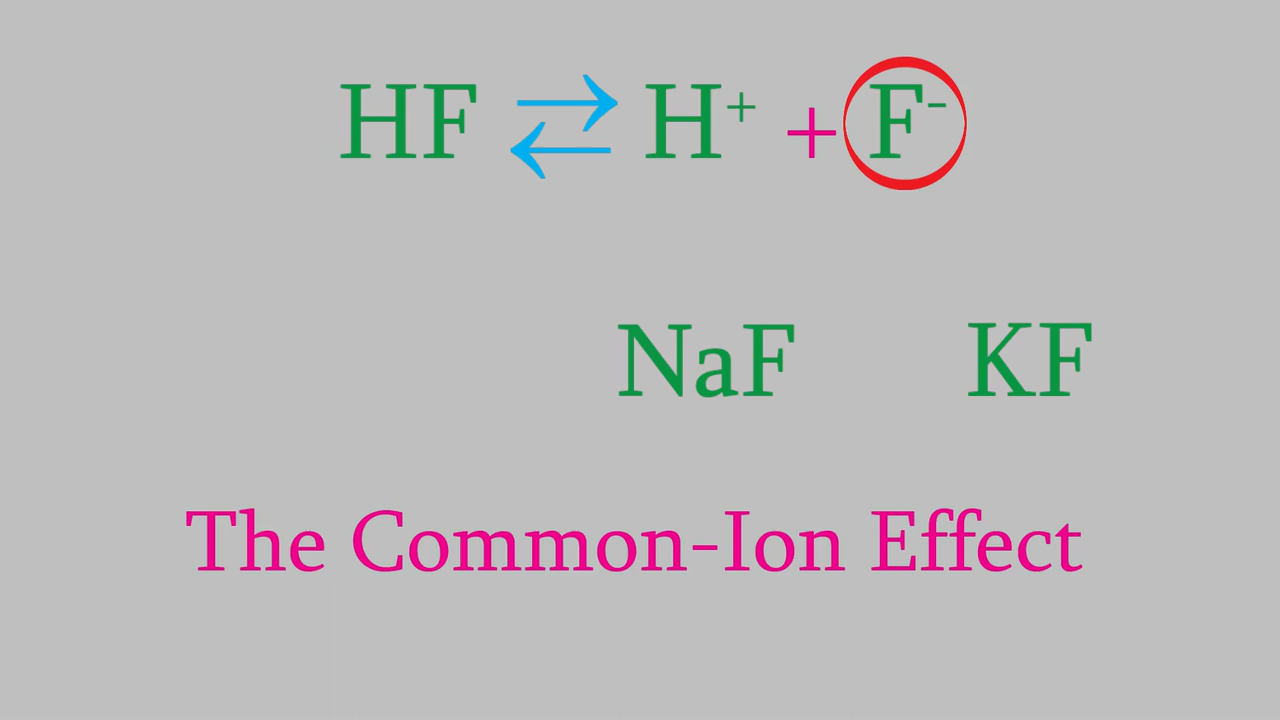 HF ⇄ H⁺ + F⁻
NaF KF
The Common-Ion Effect